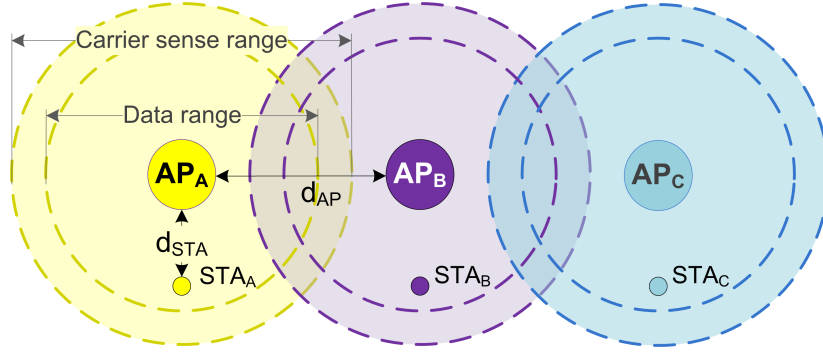 Carrier sense range
Data range
APA
APB
APC
dAP
dSTA
STAA
STAB
STAC